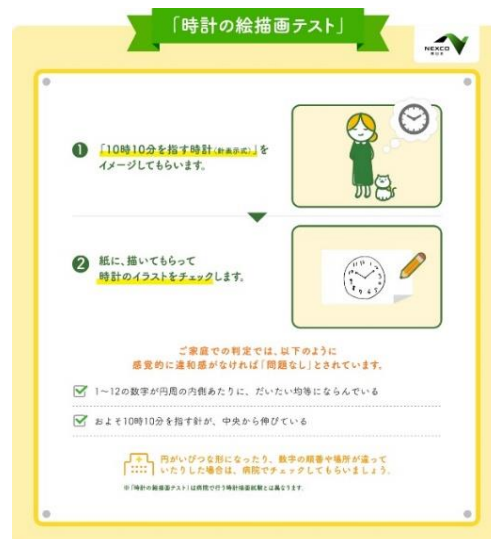 「時計の絵描画テスト」
NEXCO
1 「10時10分を指す時計(計表示式)」を
イメージしてもらいます。
2 紙に、描いてもらって
時計のイラストをチェックします。
ご家庭での判定では、以下のように
感覚的に違和感がなければ「問題なし」とされています。
1〜12の数字が円周の内側あたりに、だいたい均等にならんでいる
およそ10時10分を指す針が、中央から伸びている
円がいびつな形になったり、数字の順番や場所が違って
いたりした場合は、病院でチェックしてもらいましょう。
※「時計の絵描画テスト」は病院で行う時計描画試験とは異なります。